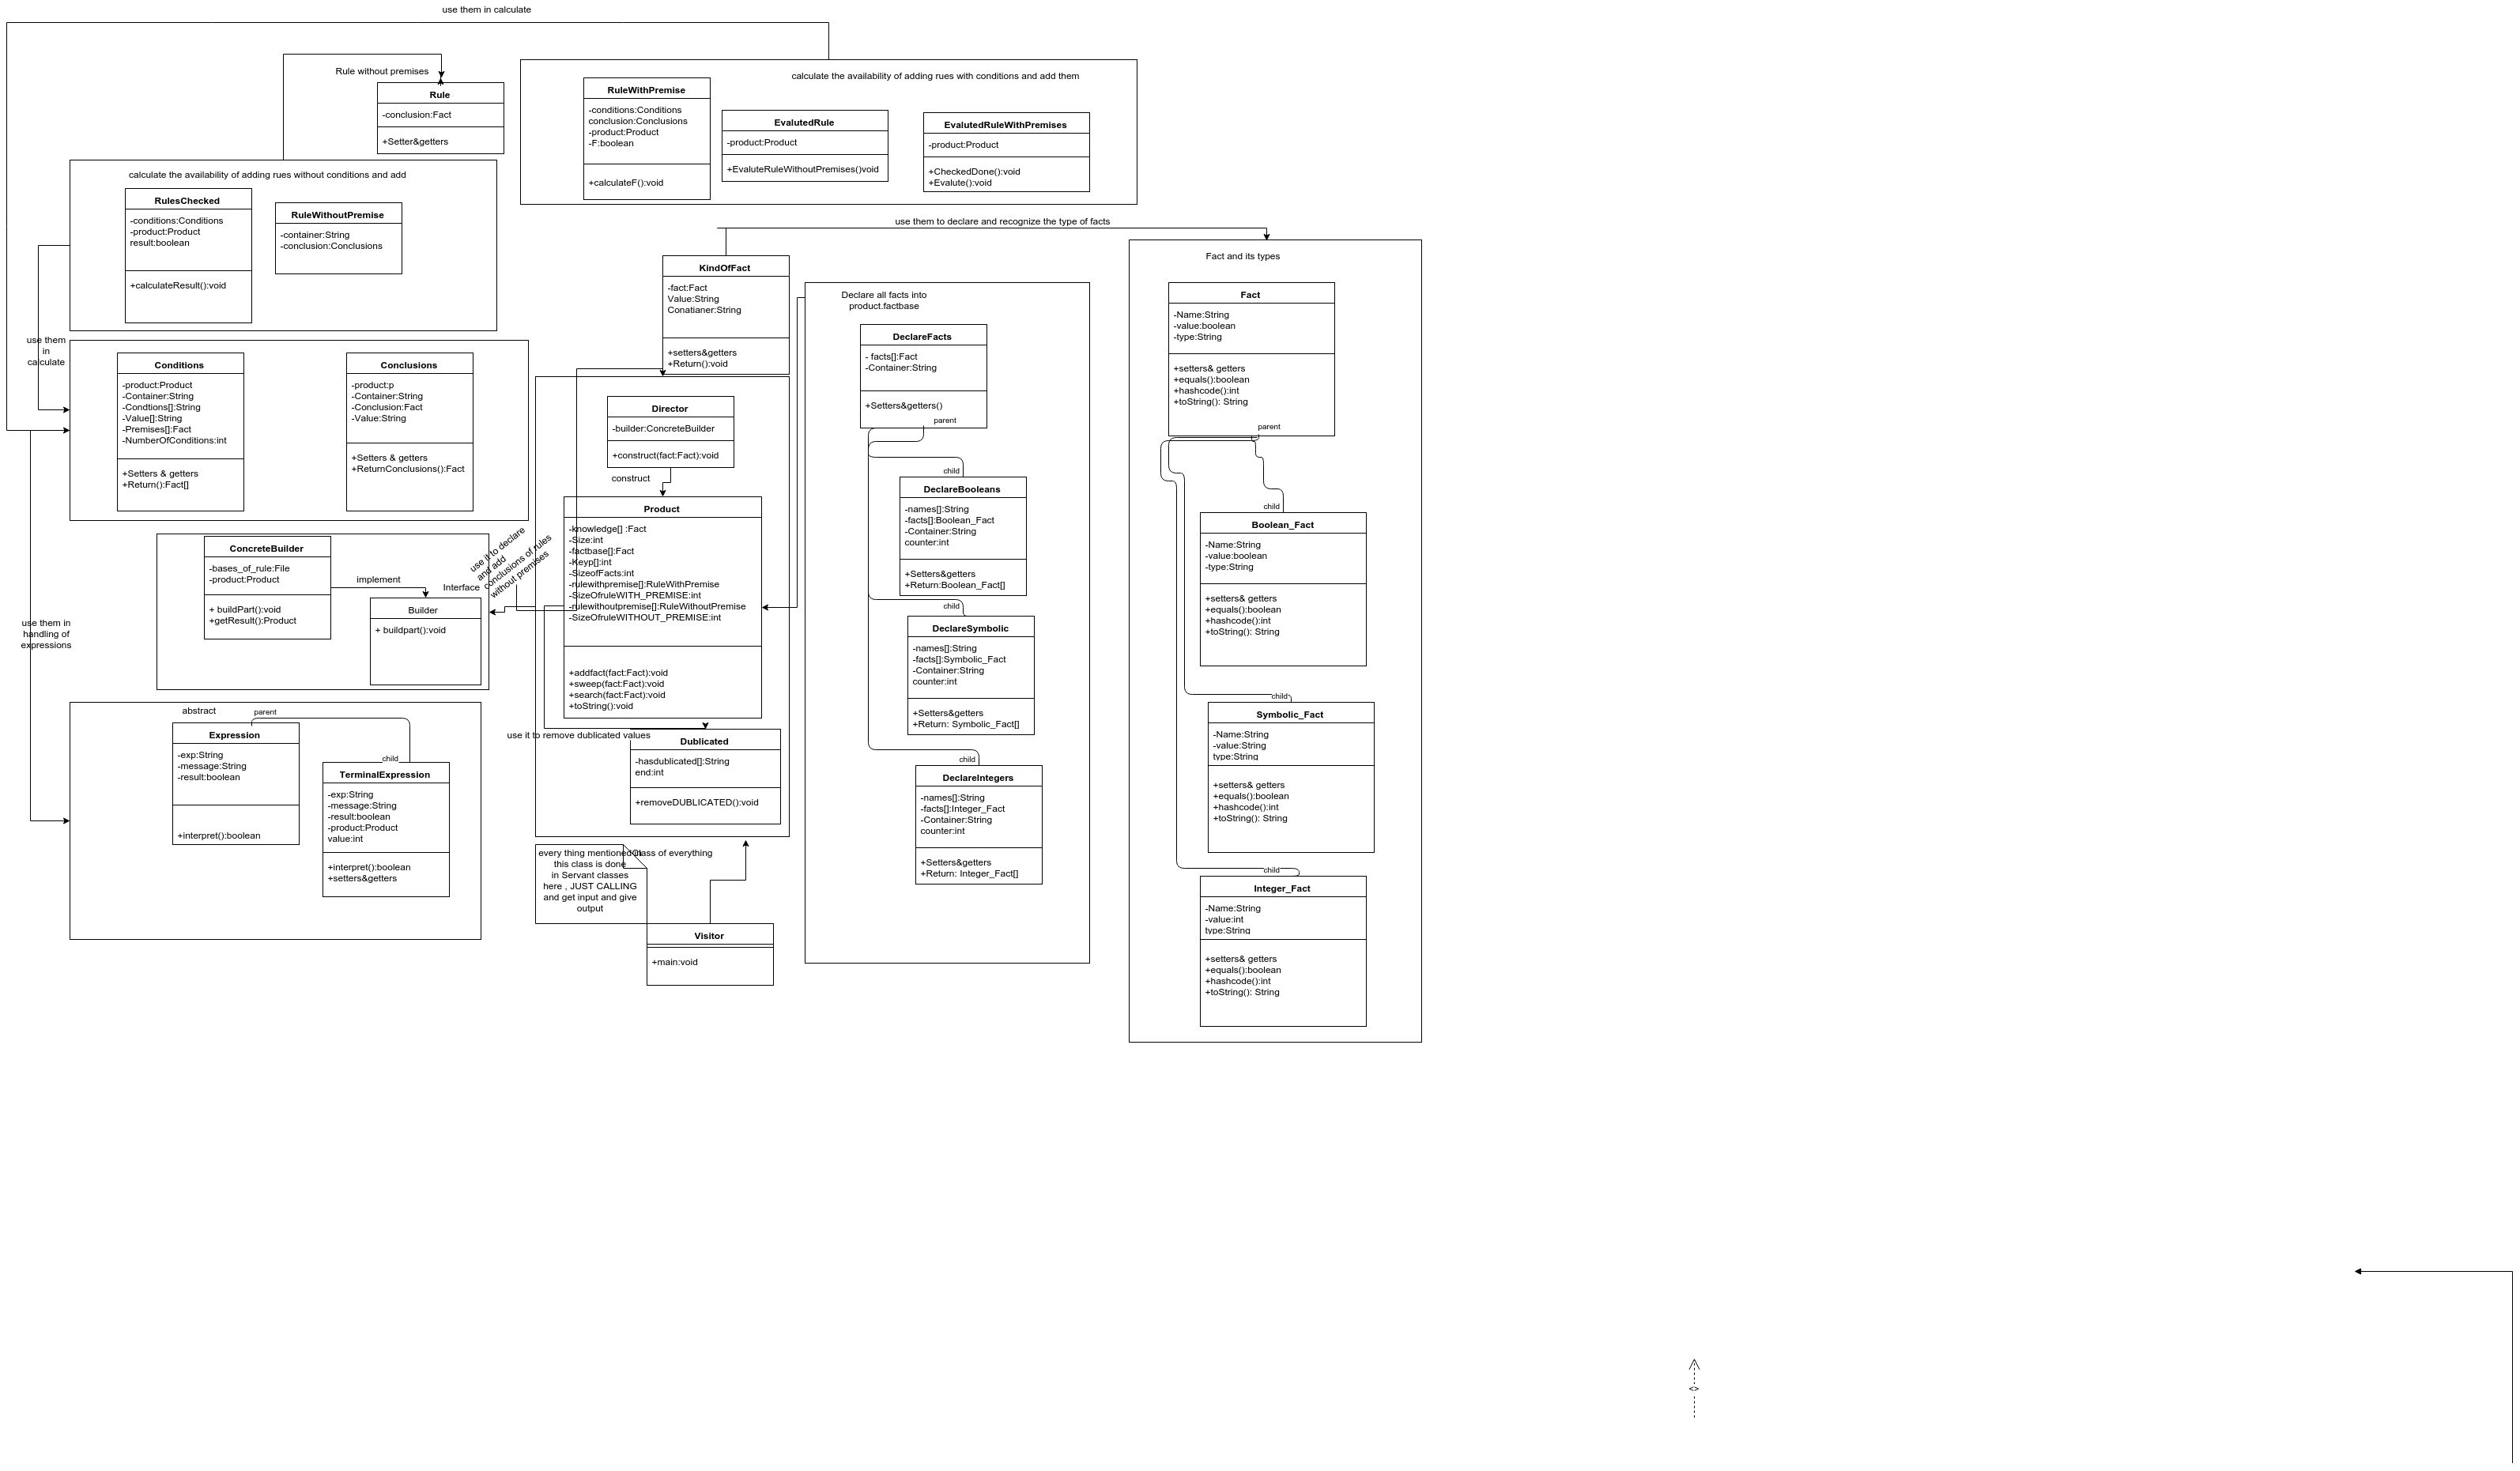 use them in calculate
Rule without premises
Rule
-conclusion:Fact
+Setter&getters
calculate the availability of adding rues with conditions and add them
RuleWithPremise
-conditions:Conditions
conclusion:Conclusions
-product:Product
-F:boolean
+calculateF():void
EvalutedRule
-product:Product
+EvaluteRuleWithoutPremises()void
EvalutedRuleWithPremises
-product:Product
+CheckedDone():void
+Evalute():void
calculate the availability of adding rues without conditions and add
RulesChecked
-conditions:Conditions
-product:Product
result:boolean
+calculateResult():void
RuleWithoutPremise
-container:String
-conclusion:Conclusions
use them to declare and recognize the type of facts
KindOfFact
-fact:Fact
Value:String
Conatianer:String
+setters&getters
+Return():void
use them
in
calculate
Conditions
-product:Product
-Container:String
-Condtions[]:String
-Value[]:String
-Premises[]:Fact
-NumberOfConditions:int
+Setters & getters
+Return():Fact[]
Conclusions
-product:p
-Container:String
-Conclusion:Fact
-Value:String
+Setters & getters
+ReturnConclusions():Fact
Director
-builder:ConcreteBuilder
+construct(fact:Fact):void
construct
Product
-knowledge[] :Fact
-Size:int
-factbase[]:Fact
-Keyp[]:int
-SizeofFacts:int
-rulewithpremise[]:RuleWithPremise
-SizeOfruleWITH_PREMISE:int
-rulewithoutpremise[]:RuleWithoutPremise
-SizeOfruleWITHOUT_PREMISE:int
+addfact(fact:Fact):void
+sweep(fact:Fact):void
+search(fact:Fact):void
+toString():void
ConcreteBuilder
-bases_of_rule:File
-product:Product
+ buildPart():void
+getResult():Product
implement
Interface
Builder
+ buildpart():void
use it to declare
and add
conclusions of rules
without premises
use them in
handling of
expressions
abstract
parent
Expression
-exp:String
-message:String
-result:boolean
+interpret():boolean
child
TerminalExpression
-exp:String
-message:String
-result:boolean
-product:Product
value:int
+interpret():boolean
+setters&getters
use it to remove dublicated values
Dublicated
-hasdublicated[]:String
end:int
+removeDUBLICATED():void
every thing mentioned in
this class is done
in Servant classes
here , JUST CALLING
and get input and give
output
Class of everything
Visitor
+main:void
Declare all facts into
product.factbase
DeclareFacts
- facts[]:Fact
-Container:String
+Setters&getters()
parent
child
DeclareBooleans
-names[]:String
-facts[]:Boolean_Fact
-Container:String
counter:int
+Setters&getters
+Return:Boolean_Fact[]
child
DeclareSymbolic
-names[]:String
-facts[]:Symbolic_Fact
-Container:String
counter:int
+Setters&getters
+Return: Symbolic_Fact[]
child
DeclareIntegers
-names[]:String
-facts[]:Integer_Fact
-Container:String
counter:int
+Setters&getters
+Return: Integer_Fact[]
Fact and its types
Fact
-Name:String
-value:boolean
-type:String
+setters& getters
+equals():boolean
+hashcode():int
+toString(): String
parent
child
Boolean_Fact
-Name:String
-value:boolean
-type:String
+setters& getters
+equals():boolean
+hashcode():int
+toString(): String
child
Symbolic_Fact
-Name:String
-value:String
type:String
+setters& getters
+equals():boolean
+hashcode():int
+toString(): String
child
Integer_Fact
-Name:String
-value:int
type:String
+setters& getters
+equals():boolean
+hashcode():int
+toString(): String
<>